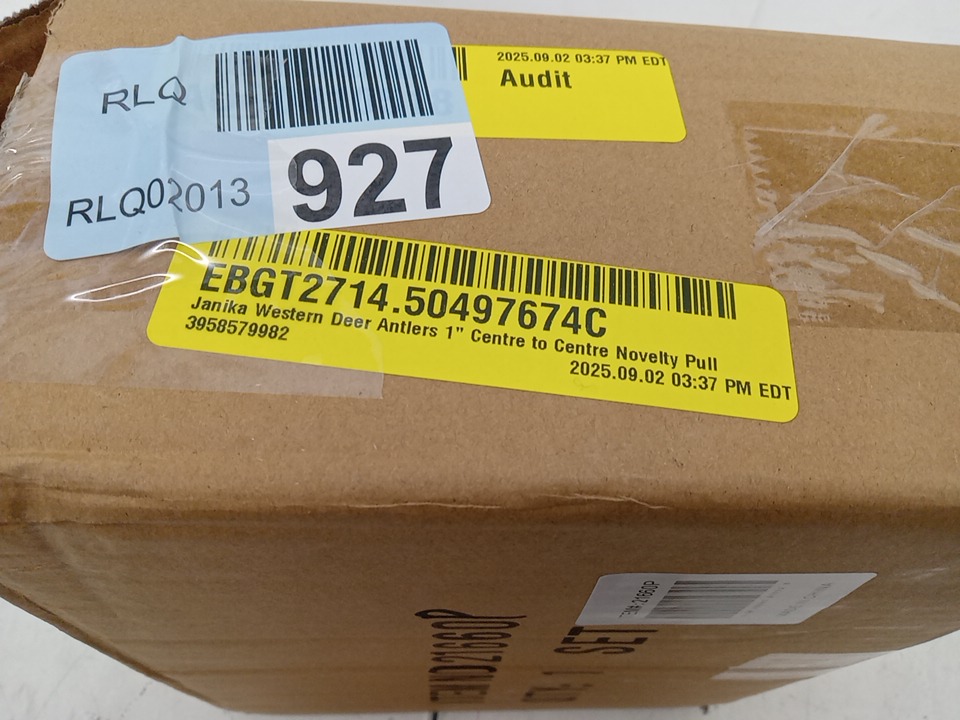 RLQ
RLQ02013
927
2025.09.02 03:37 PM EDT
Audit
EBGT2714.50497674C
Janika Western Deer Antlers 1" Centre to Centre Novelty Pull
3958579982
2025.09.02 03:37 PM EDT
SET